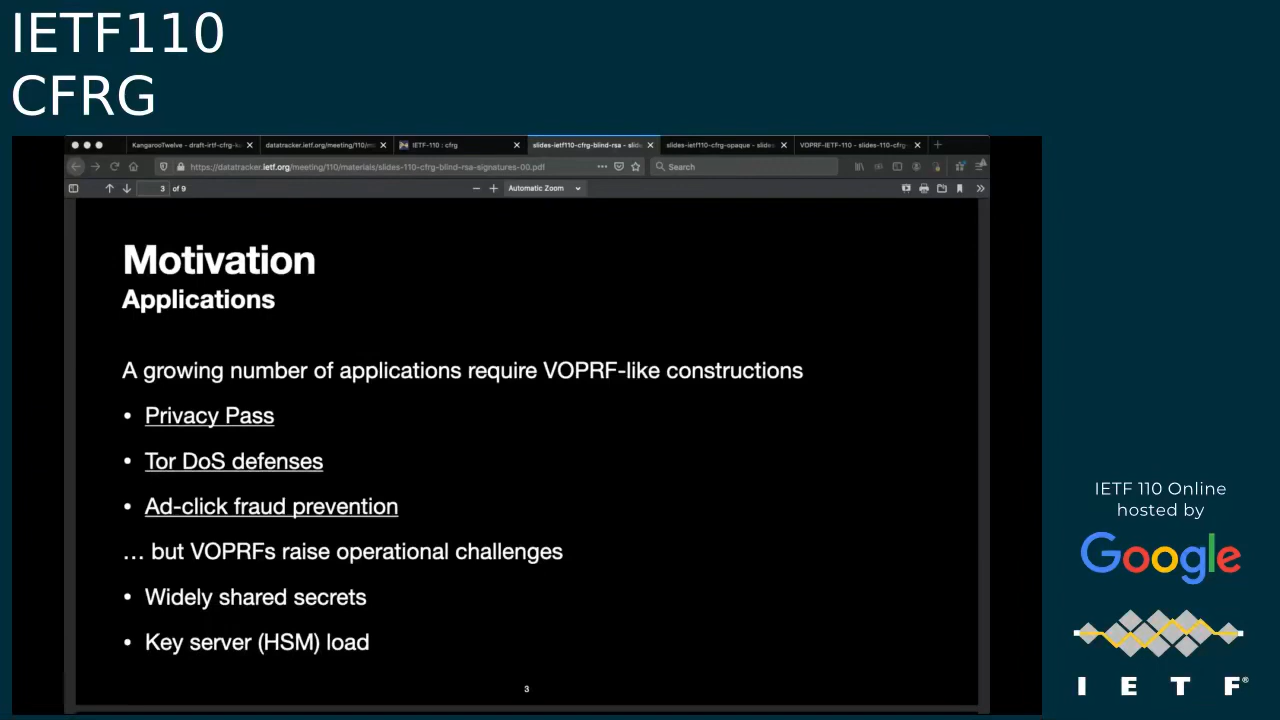 IETF110
CFRG
KangarooTwelve - draft-irtf-cfrg-k
datatracker.ietf.org/meeting/110/m
IETF-110 : cfrg
slides-ietf110-cfrg-blind-rsa - slid
slides-ietf110-cfrg-opaque - slides
VOPRF-IETF-110 - slides-110-cfrg-
https://datatracker.ietf.org/meeting/110/materials/slides-110-cfrg-blind-rsa-signatures-00.pdf
Search
3 of 9
Automatic Zoom
Motivation
Applications
A growing number of applications require VOPRF-like constructions
• Privacy Pass
• Tor DoS defenses
• Ad-click fraud prevention
… but VOPRFs raise operational challenges
• Widely shared secrets
• Key server (HSM) load
3
IETF 110 Online
hosted by
Google
IETF®